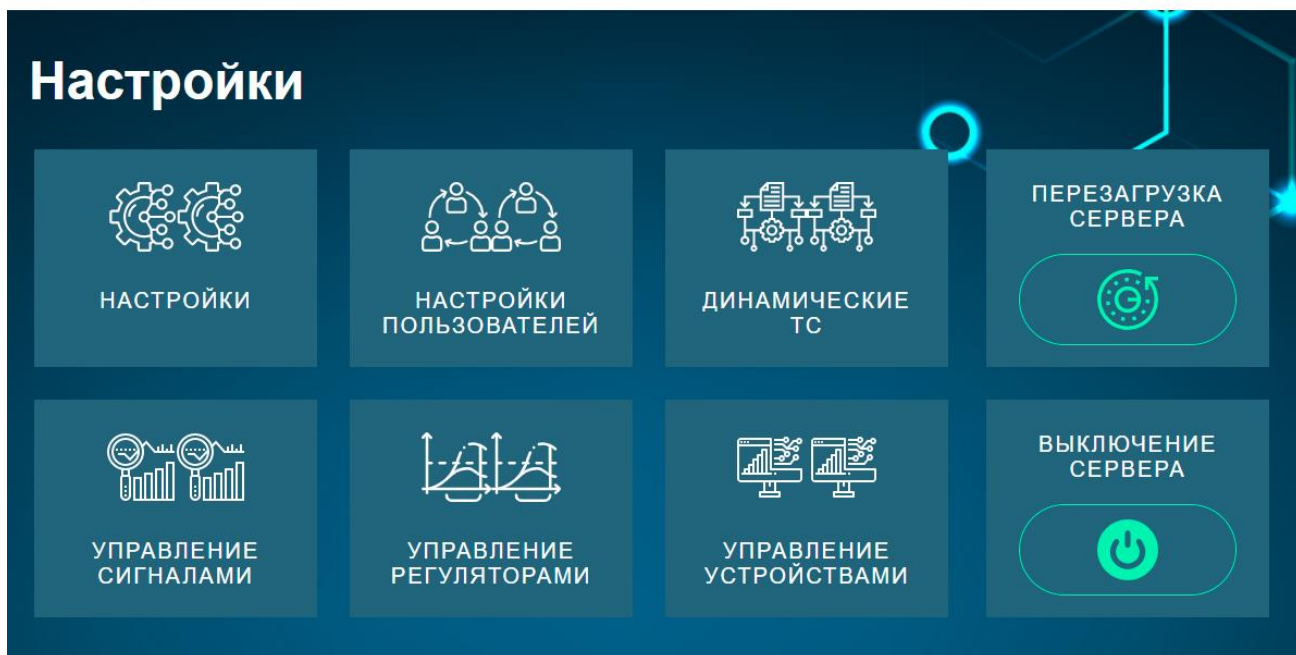 Настройки
НАСТРОЙКИ
НАСТРОЙКИ
ПОЛЬЗОВАТЕЛЕЙ
ДИНАМИЧЕСКИЕ
ТС
ПЕРЕЗАГРУЗКА
СЕРВЕРА
УПРАВЛЕНИЕ
СИГНАЛАМИ
УПРАВЛЕНИЕ
РЕГУЛЯТОРАМИ
УПРАВЛЕНИЕ
УСТРОЙСТВАМИ
ВЫКЛЮЧЕНИЕ
СЕРВЕРА